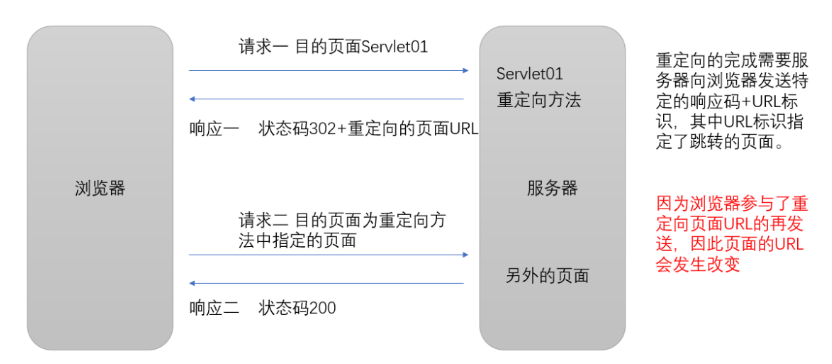 请求一 目的页面Servlet01
Servlet01
重定向方法
响应一 状态码302+重定向的页面URL
浏览器
服务器
请求二 目的页面为重定向方
法中指定的页面
另外的页面
响应二 状态码200
重定向的完成需要服
务器向浏览器发送特
定的响应码+URL标
识，其中URL标识指
定了跳转的页面。
因为浏览器参与了重
定向页面URL的再发
送，因此页面的URL
会发生改变